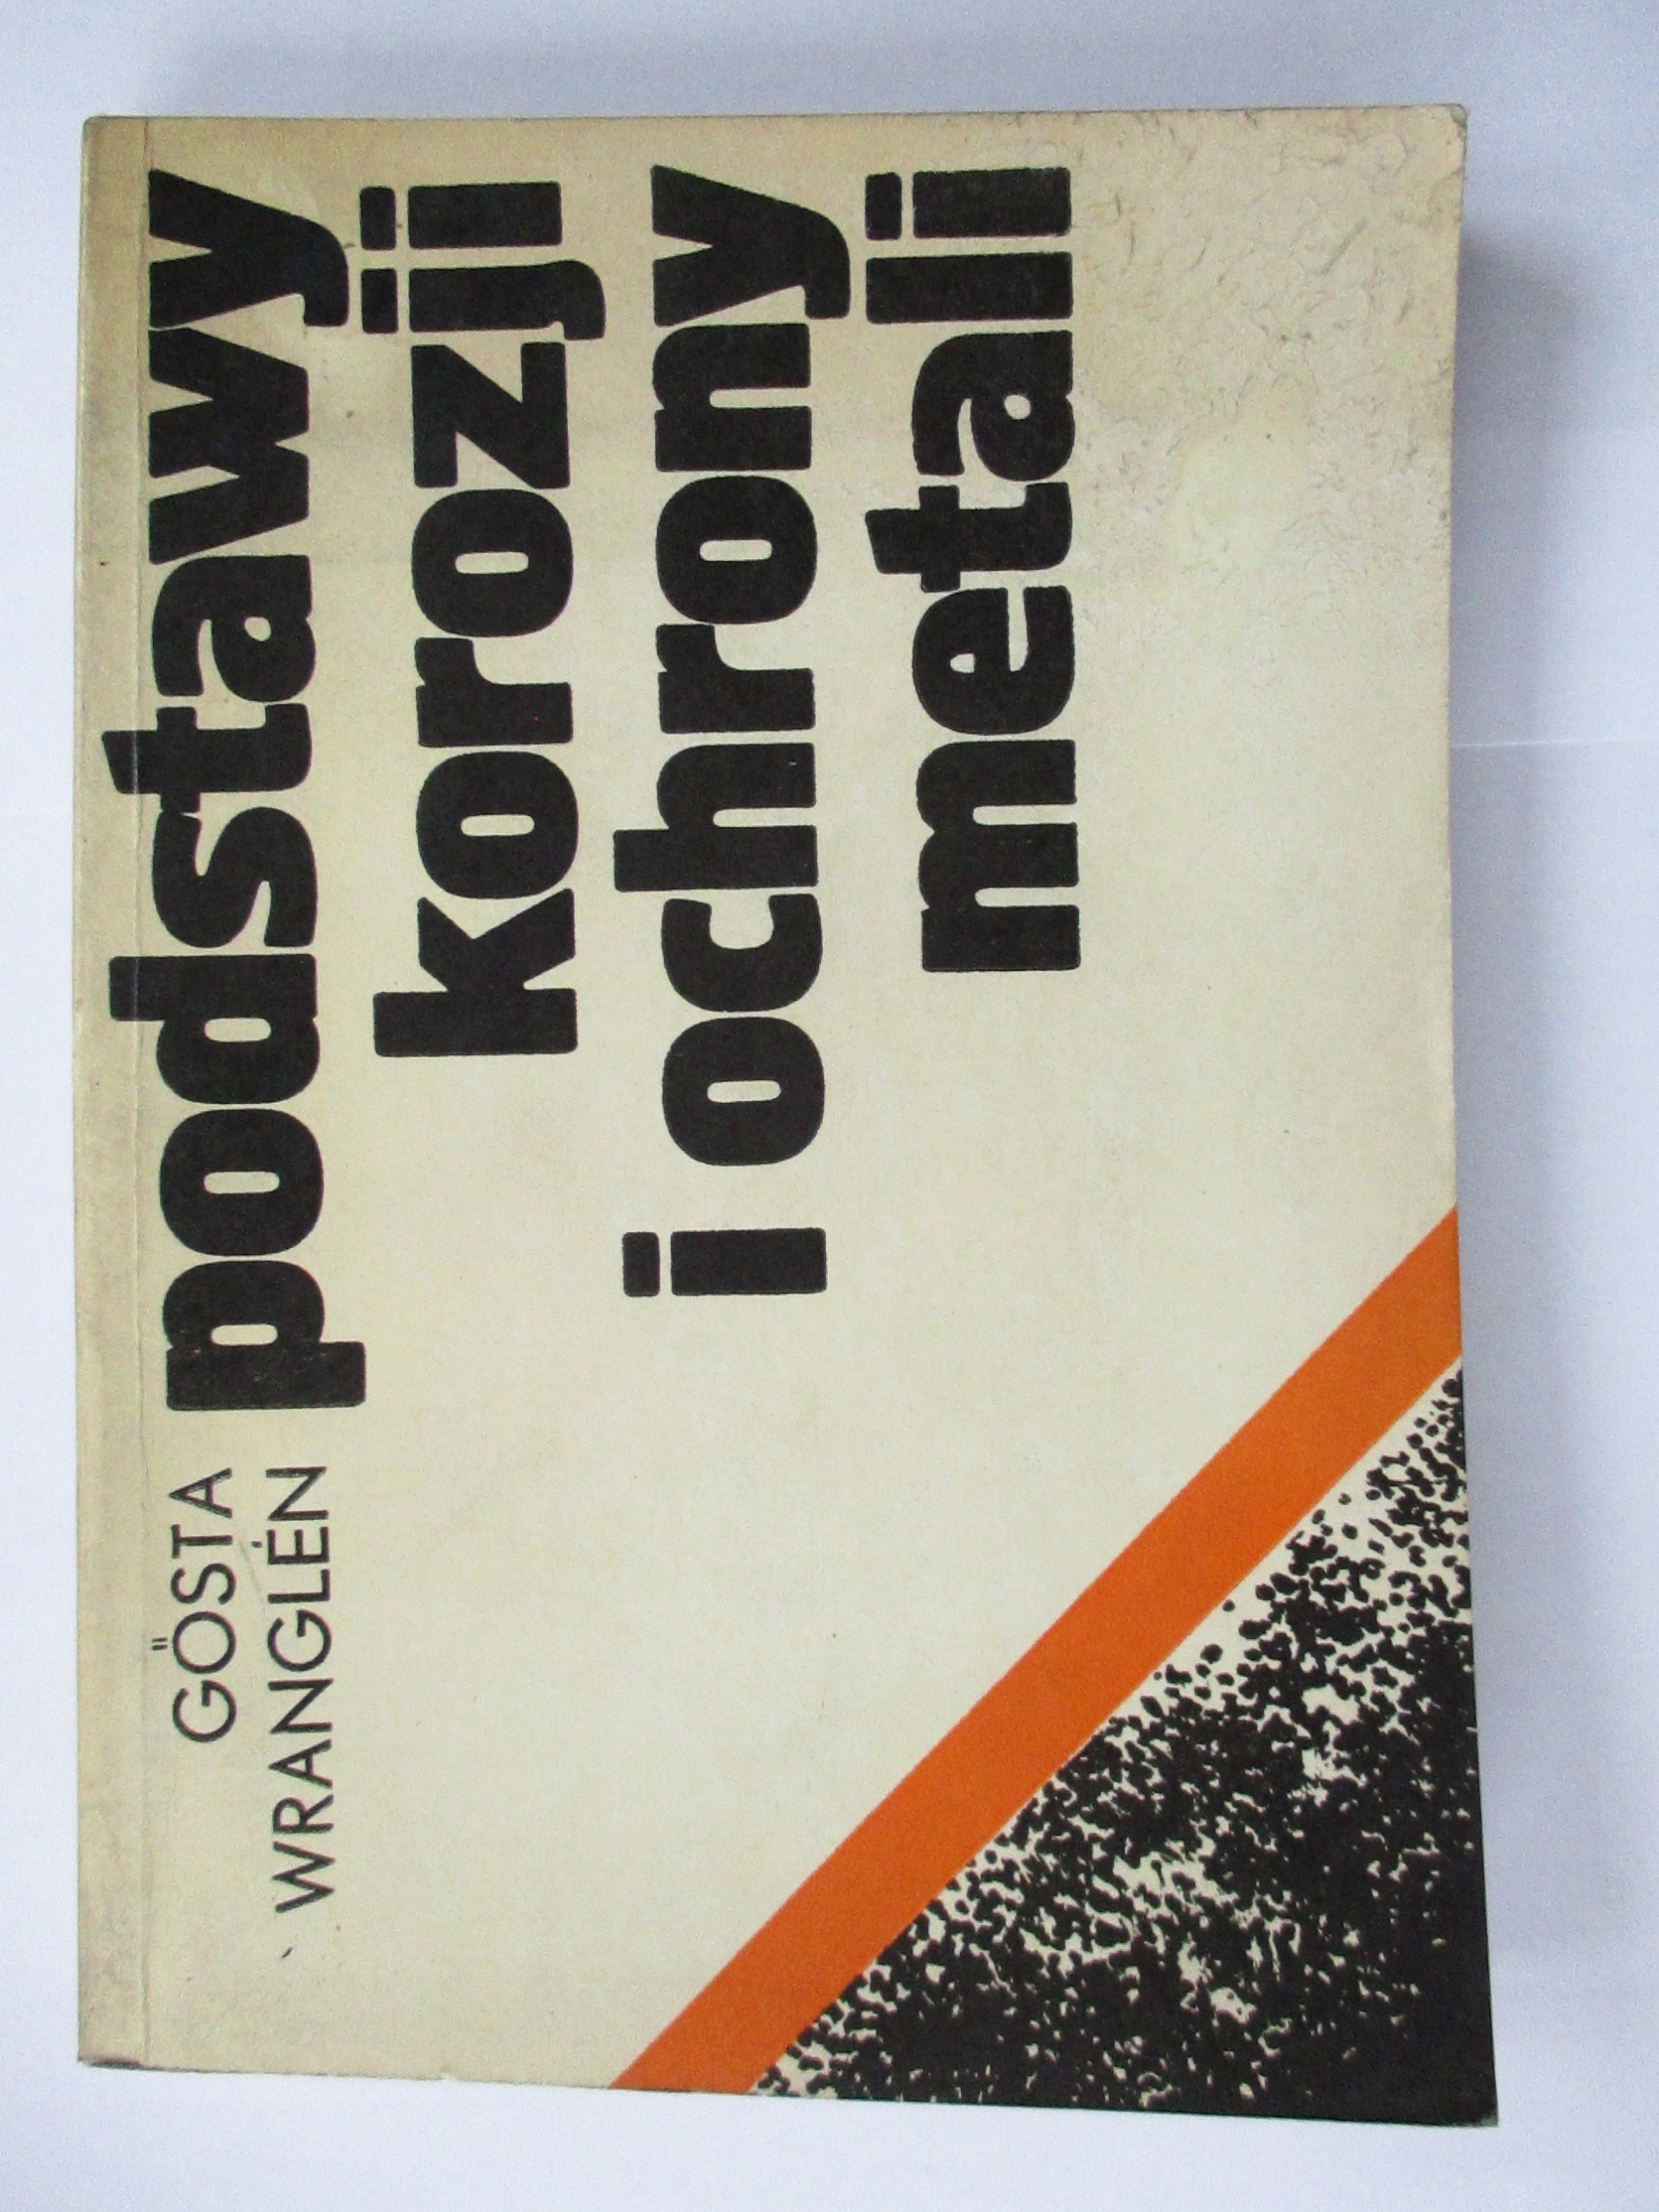 GÖSTA
WRANGLÉN
podstawy
korozji
i ochrony
metali